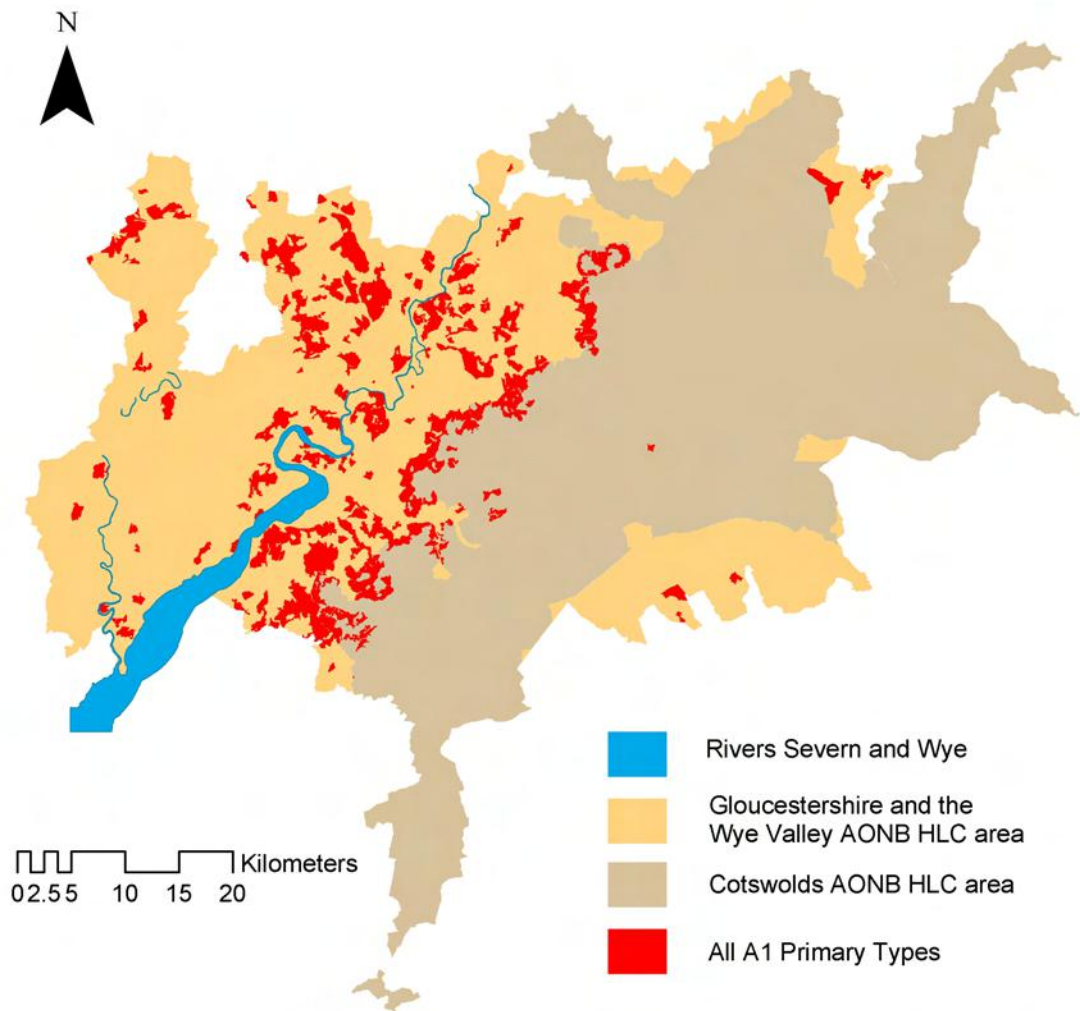 N
Rivers Severn and Wye
Gloucestershire and the
Wye Valley AONB HLC area
Cotswolds AONB HLC area
All A1 Primary Types
Kilometers
0 2.5 5 10 15 20